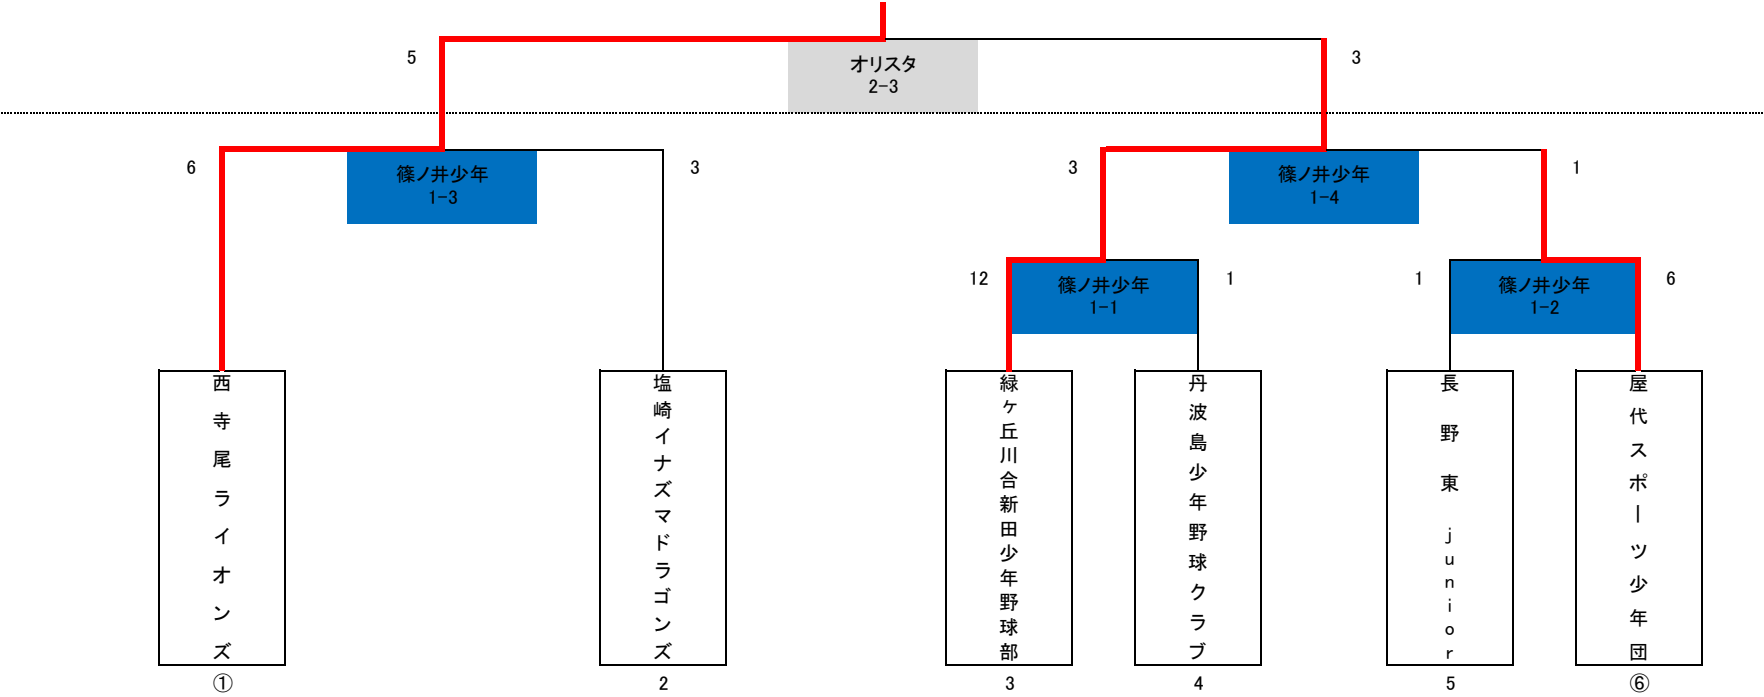 5
オリスタ
2-3
3
6
篠ノ井少年
1-3
3
3
篠ノ井少年
1-4
1
12
篠ノ井少年
1-1
1
1
篠ノ井少年
1-2
6
西寺尾ライオンズ
塩崎イナズマドラゴンズ
緑ヶ丘川合新田少年野球部
丹波島少年野球クラブ
長野東junior
屋代スポーツ少年団
①
2
3
4
5
⑥